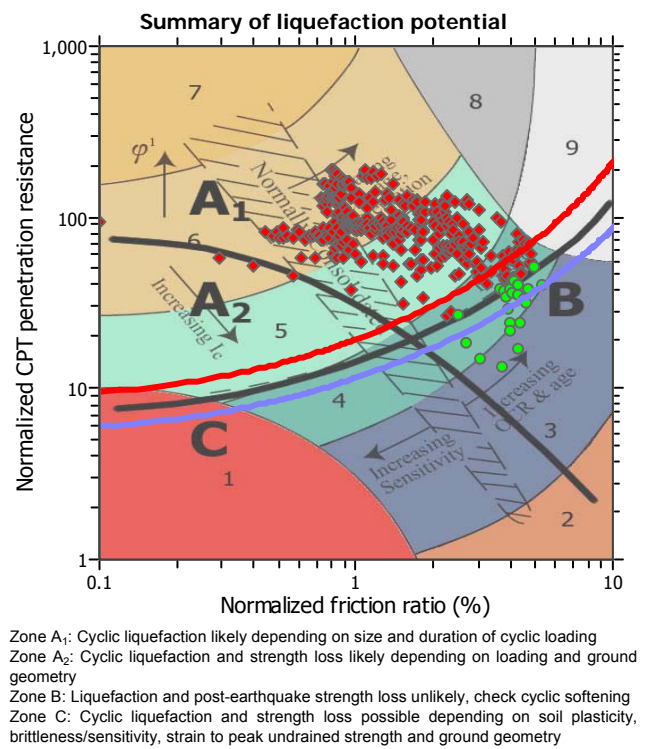 Summary of liquefaction potential
1,000
7
8
9
φ¹
Normally
Consolidated
A1
100
6
A2
Increasing Ic
5
B
10
4
Increasing
OCR & age
C
3
Increasing
Sensitivity
1
2
1
0.1
1
10
Normalized CPT penetration resistance
Normalized friction ratio (%)
Zone A1: Cyclic liquefaction likely depending on size and duration of cyclic loading
Zone A2: Cyclic liquefaction and strength loss likely depending on loading and ground
geometry
Zone B: Liquefaction and post-earthquake strength loss unlikely, check cyclic softening
Zone C: Cyclic liquefaction and strength loss possible depending on soil plasticity,
brittleness/sensitivity, strain to peak undrained strength and ground geometry